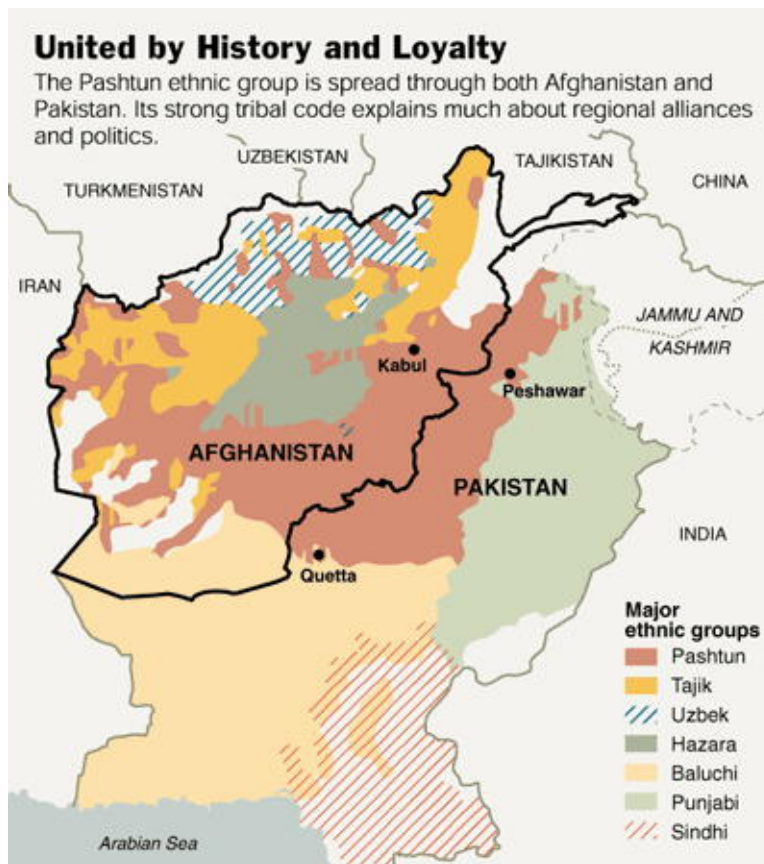 United by History and Loyalty
The Pashtun ethnic group is spread through both Afghanistan and
Pakistan. Its strong tribal code explains much about regional alliances
and politics.
UZBEKISTAN
TAJIKISTAN
CHINA
TURKMENISTAN
IRAN
JAMMU AND
KASHMIR
Kabul
Peshawar
AFGHANISTAN
PAKISTAN
INDIA
Quetta
Major
ethnic groups
Pashtun
Tajik
Uzbek
Hazara
Baluchi
Punjabi
Sindhi
Arabian Sea